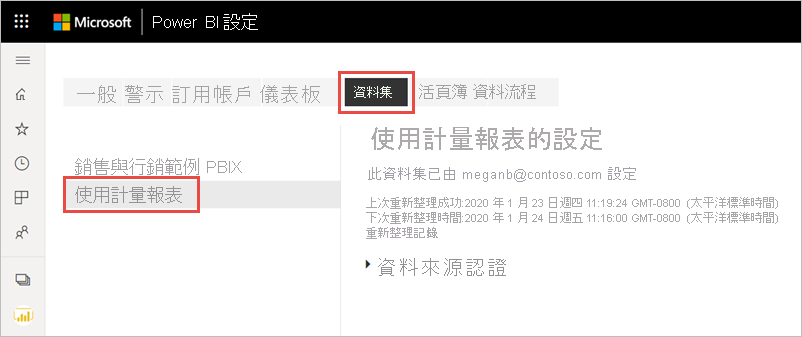 Microsoft Power BI 設定
一般 警示 訂用帳戶 儀表板 資料集 活頁簿 資料流程
銷售與行銷範例 PBIX
使用計量報表
使用計量報表的設定
此資料集已由 meganb@contoso.com 設定
上次重新整理成功:2020 年 1 月 23 日週四 11:19:24 GMT-0800 (太平洋標準時間)
下次重新整理時間:2020 年 1 月 24 日週五 11:16:00 GMT-0800 (太平洋標準時間)
重新整理記錄
資料來源認證